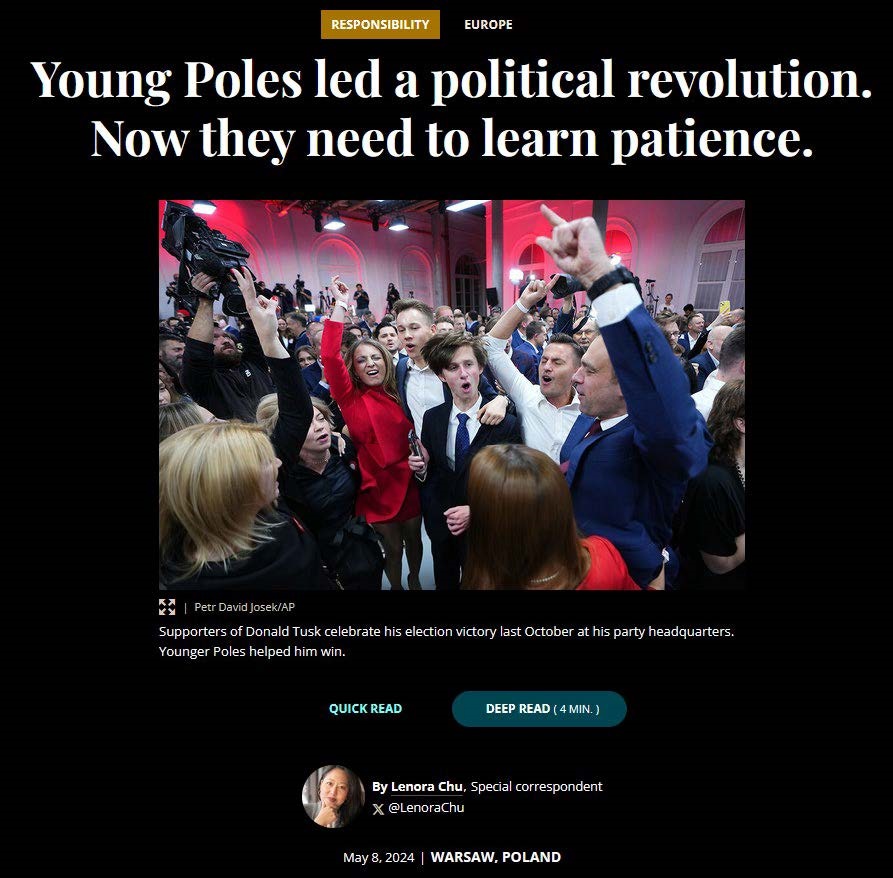 RESPONSIBILITY EUROPE
Young Poles led a political revolution.
Now they need to learn patience.
| Petr David Josek/AP
Supporters of Donald Tusk celebrate his election victory last October at his party headquarters.
Younger Poles helped him win.
QUICK READ DEEP READ ( 4 MIN. )
By Lenora Chu, Special correspondent
@LenoraChu
May 8, 2024 | WARSAW, POLAND